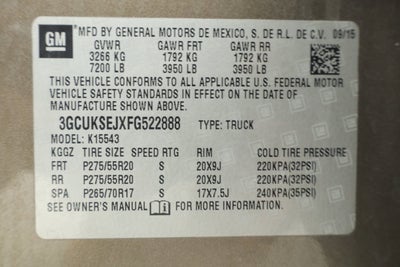 GM MFD BY GENERAL MOTORS DE MEXICO, S. DE R.L. DE C.V. 09/15
GVWR GAWR FRT GAWR RR
3266 KG 1792 KG 1792 KG
7200 LB 3950 LB 3950 LB
THIS VEHICLE CONFORMS TO ALL APPLICABLE U.S. FEDERAL MOTOR
VEHICLE SAFETY STANDARDS IN EFFECT ON THE DATE OF
MANUFACTURE SHOWN ABOVE.
3GCUKSEJXFG522888 TYPE: TRUCK
MODEL: K15543
KGGZ TIRE SIZE SPEED RTG RIM COLD TIRE PRESSURE
FRT P275/55R20 S 20X9J 220KPA(32PSI)
RR P275/55R20 S 20X9J 220KPA(32PSI)
SPA P265/70R17 S 17X7.5J 240KPA(35PSI)
SEE OWNER'S MANUAL FOR MORE INFORMATION.